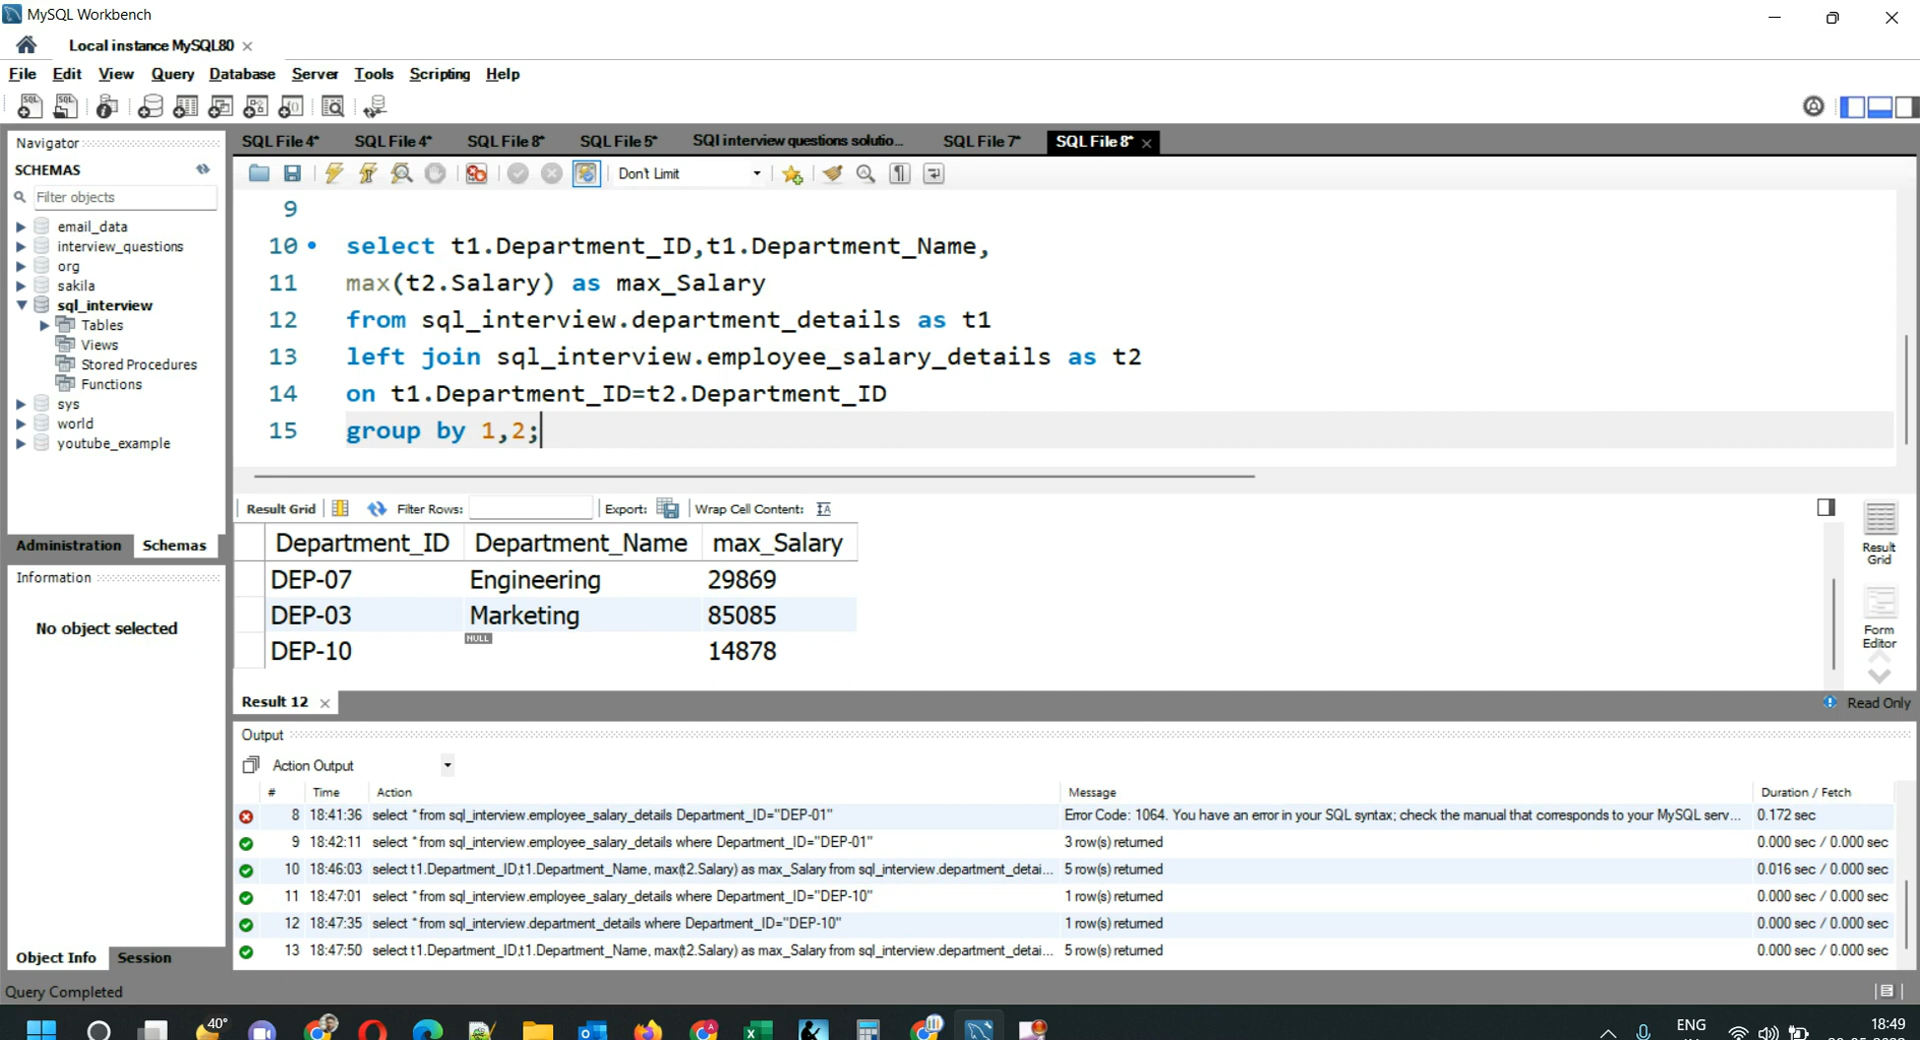 MySQL Workbench
Local instance MySQL80
File Edit View Query Database Server Tools Scripting Help
Navigator
SCHEMAS
Filter objects
email_data
interview_questions
org
sakila
sql_interview
Tables
Views
Stored Procedures
Functions
sys
world
youtube_example
Administration Schemas
Information
No object selected
Object Info Session
SQL File 4* SQL File 4* SQL File 8* SQL File 5* SQl interview questions solutio... SQL File 7* SQL File 8*
Don't Limit
9
10 select t1.Department_ID,t1.Department_Name,
11 max(t2.Salary) as max_Salary
12 from sql_interview.department_details as t1
13 left join sql_interview.employee_salary_details as t2
14 on t1.Department_ID=t2.Department_ID
15 group by 1,2;
Result Grid Filter Rows: Export: Wrap Cell Content:
Department_ID Department_Name max_Salary
DEP-07 Engineering 29869
DEP-03 Marketing 85085
DEP-10 NULL 14878
Result Grid
Form Editor
Result 12 Read Only
Output
Action Output
# Time Action Message Duration / Fetch
8 18:41:36 select * from sql_interview.employee_salary_details Department_ID="DEP-01" Error Code: 1064. You have an error in your SQL syntax; check the manual that corresponds to your MySQL serv... 0.172 sec
9 18:42:11 select * from sql_interview.employee_salary_details where Department_ID="DEP-01" 3 row(s) returned 0.000 sec / 0.000 sec
10 18:46:03 select t1.Department_ID,t1.Department_Name, max(t2.Salary) as max_Salary from sql_interview.department_detai... 5 row(s) returned 0.016 sec / 0.000 sec
11 18:47:01 select * from sql_interview.employee_salary_details where Department_ID="DEP-10" 1 row(s) returned 0.000 sec / 0.000 sec
12 18:47:35 select * from sql_interview.department_details where Department_ID="DEP-10" 1 row(s) returned 0.000 sec / 0.000 sec
13 18:47:50 select t1.Department_ID,t1.Department_Name, max(t2.Salary) as max_Salary from sql_interview.department_detai... 5 row(s) returned 0.000 sec / 0.000 sec
Query Completed
40°
ENG
18:49